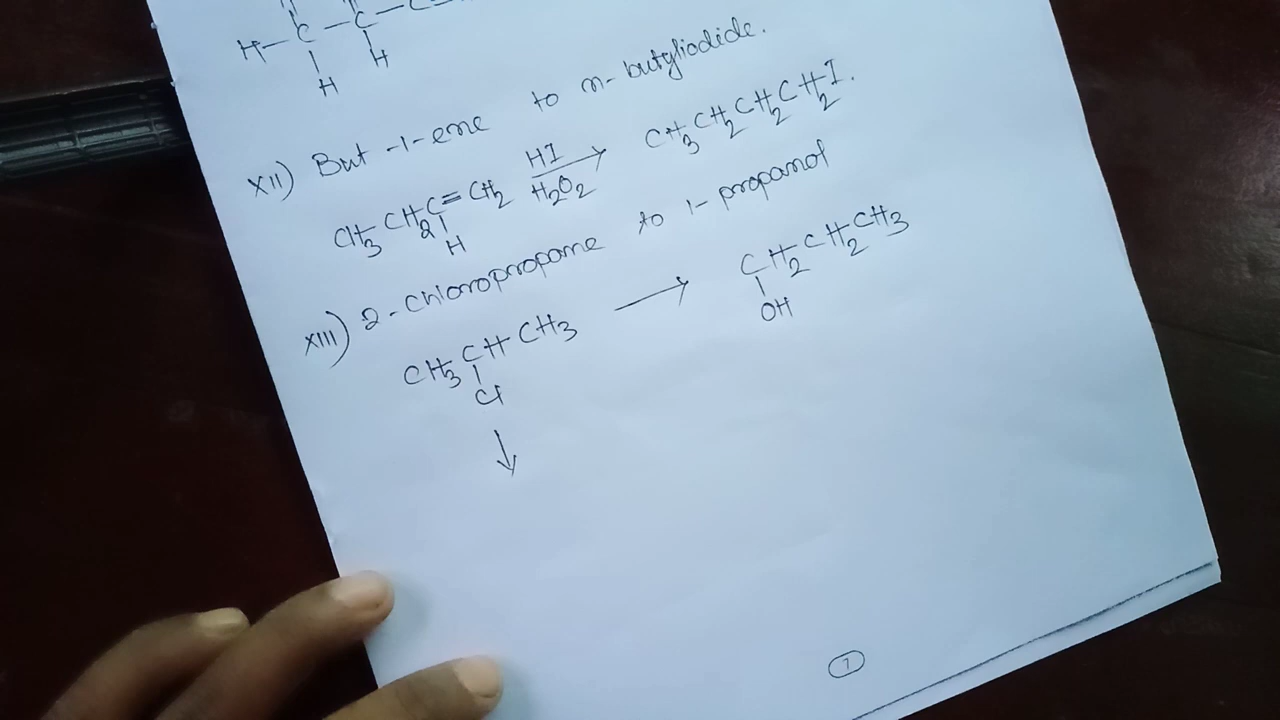 H-C-C-C
H H
XII) But-1-ene to n-butyliodide.
CH3CH2C=CH2 HI H2O2 → CH3CH2CH2CH2I.
H
XIII) 2-chloropropane to 1-propanol
CH3CHCH3 → CH2CH2CH3
Cl OH
↓
7